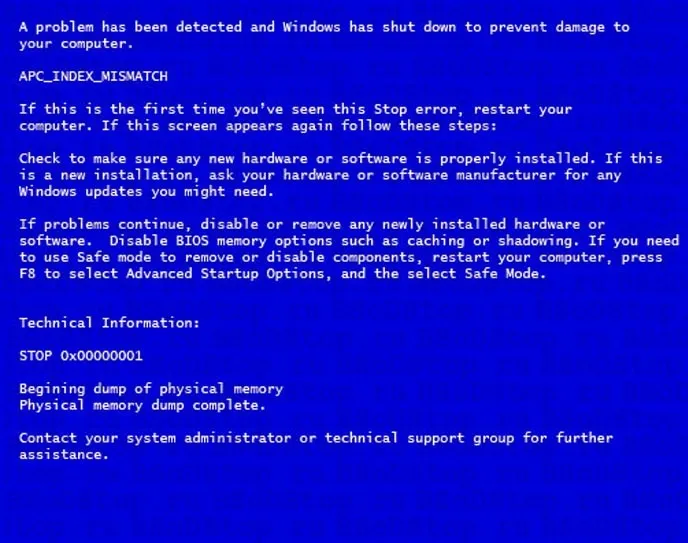 A problem has been detected and Windows has shut down to prevent damage to
your computer.
APC_INDEX_MISMATCH
If this is the first time you've seen this Stop error, restart your
computer. If this screen appears again follow these steps:
Check to make sure any new hardware or software is properly installed. If this
is a new installation, ask your hardware or software manufacturer for any
Windows updates you might need.
If problems continue, disable or remove any newly installed hardware or
software.  Disable BIOS memory options such as caching or shadowing. If you need
to use Safe mode to remove or disable components, restart your computer, press
F8 to select Advanced Startup Options, and the select Safe Mode.
Technical Information:
STOP 0x00000001
Begining dump of physical memory
Physical memory dump complete.
Contact your system administrator or technical support group for further
assistance.